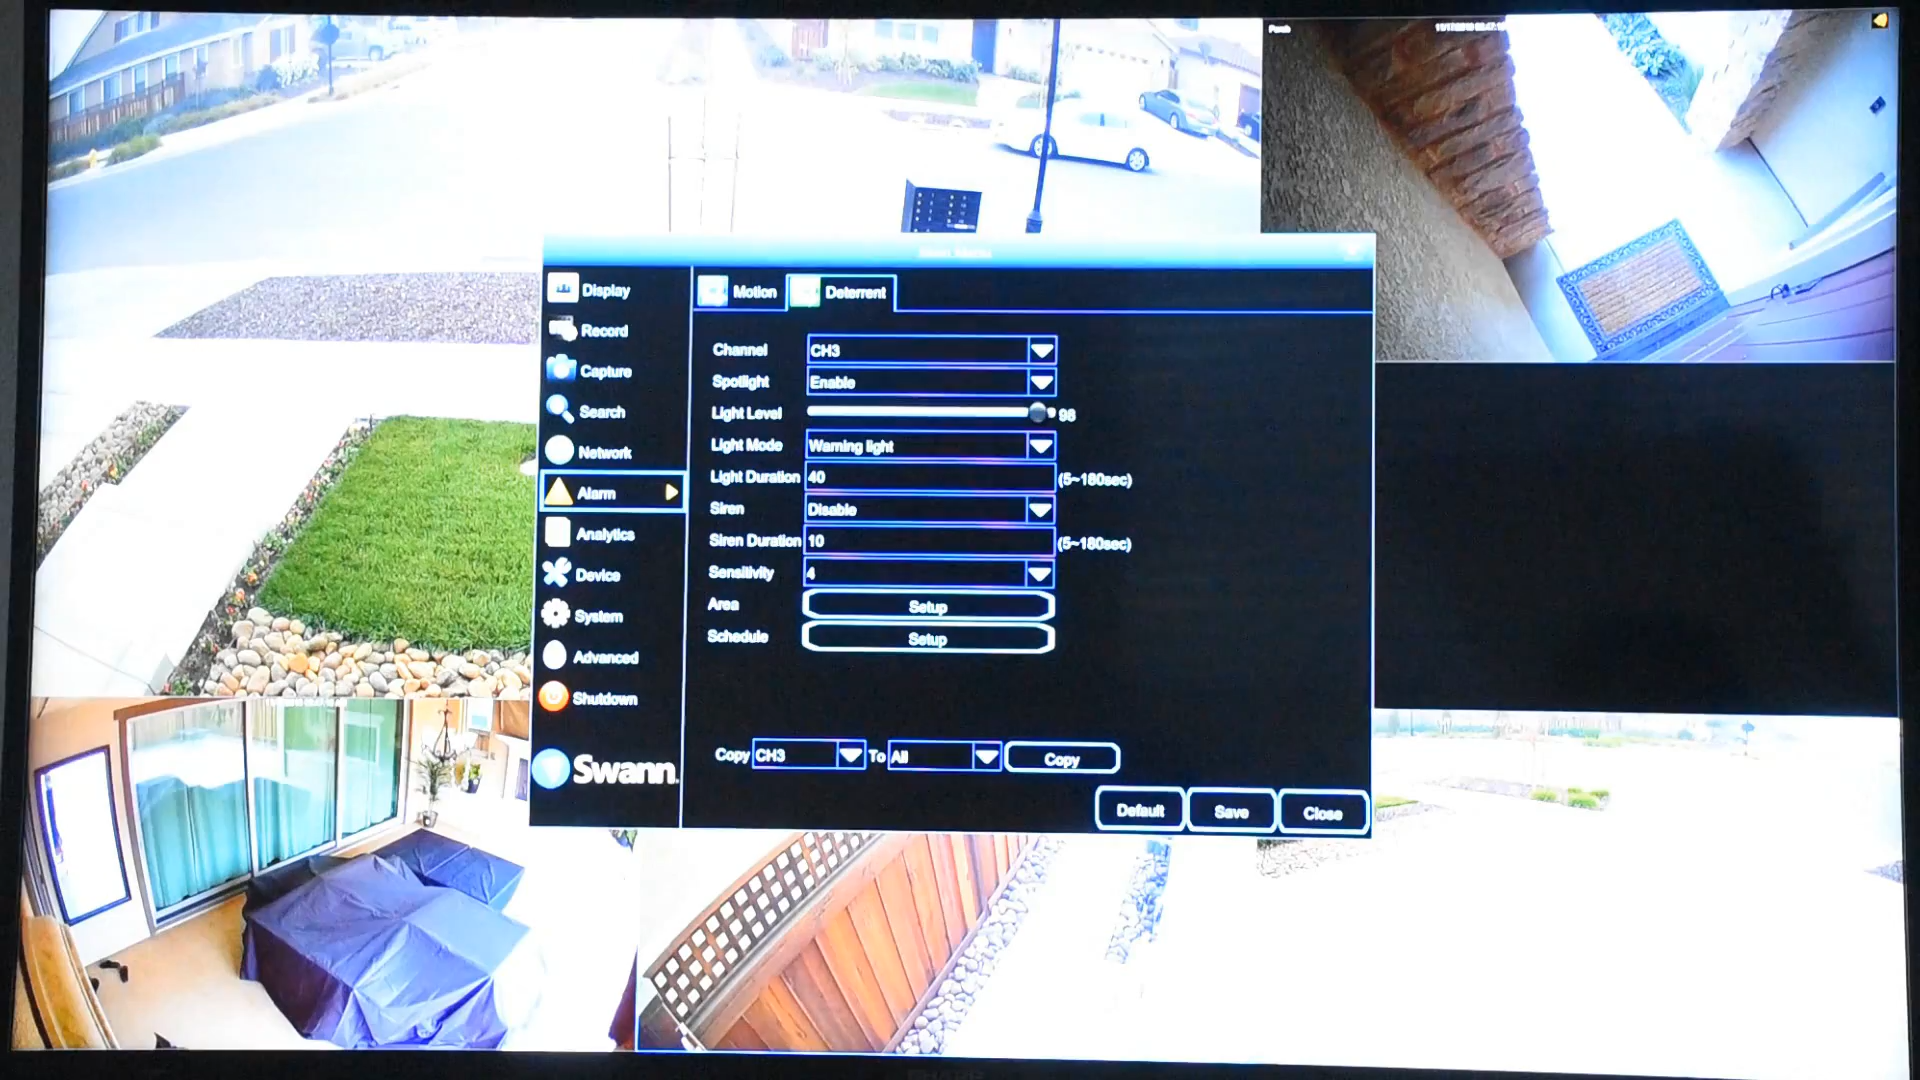 Porch
Display
Record
Capture
Search
Network
Alarm
Analytics
Device
System
Advanced
Shutdown
Swann
Motion
Deterrent
Channel CH3
Spotlight Enable
Light Level 98
Light Mode Warning light
Light Duration 40 (5~180sec)
Siren Disable
Siren Duration 10 (5~180sec)
Sensitivity 4
Area Setup
Schedule Setup
Copy CH3 To All Copy
Default Save Close